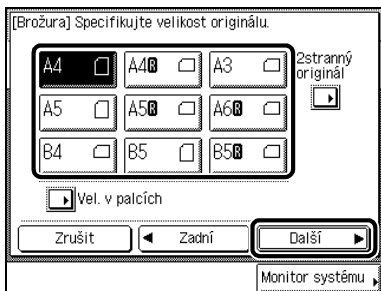 [Brožura] Specifikujte velikost originálu.
A4 A4R A3 2stranný
originál
A5 A5R A6R
B4 B5 B5R
Vel. v palcích
Zrušit Zadní Další
Monitor systému